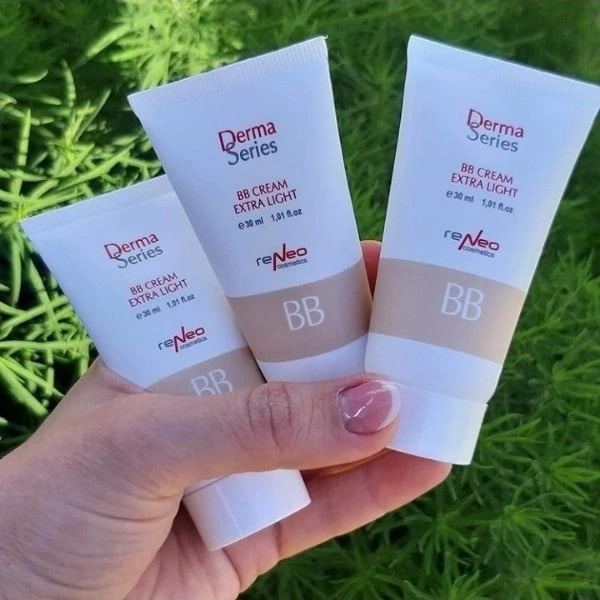 Derma
Series
BB CREAM
EXTRA LIGHT
e 30 ml 1,01 fl.oz
reNeo
cosmetics
BB
Derma
Series
BB CREAM
EXTRA LIGHT
e 30 ml 1,01 fl.oz
reNeo
cosmetics
BB
Derma
Series
BB CREAM
EXTRA LIGHT
e 30 ml 1,01 fl.oz
reNeo
cosmetics
BB